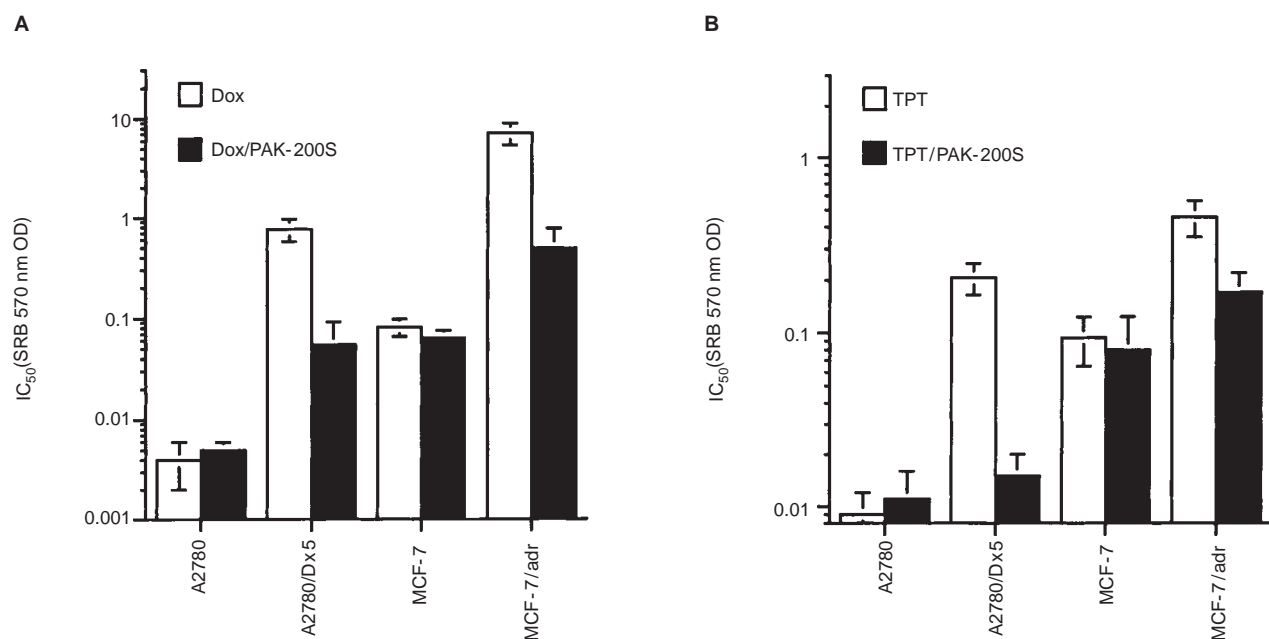 A
Dox
Dox/PAK-200S
10
1
0.1
0.01
0.001
IC50(SRB 570 nm OD)
A2780
A2780/Dx5
MCF-7
MCF-7/adr
B
TPT
TPT/PAK-200S
1
0.1
0.01
IC50(SRB 570 nm OD)
A2780
A2780/Dx5
MCF-7
MCF-7/adr